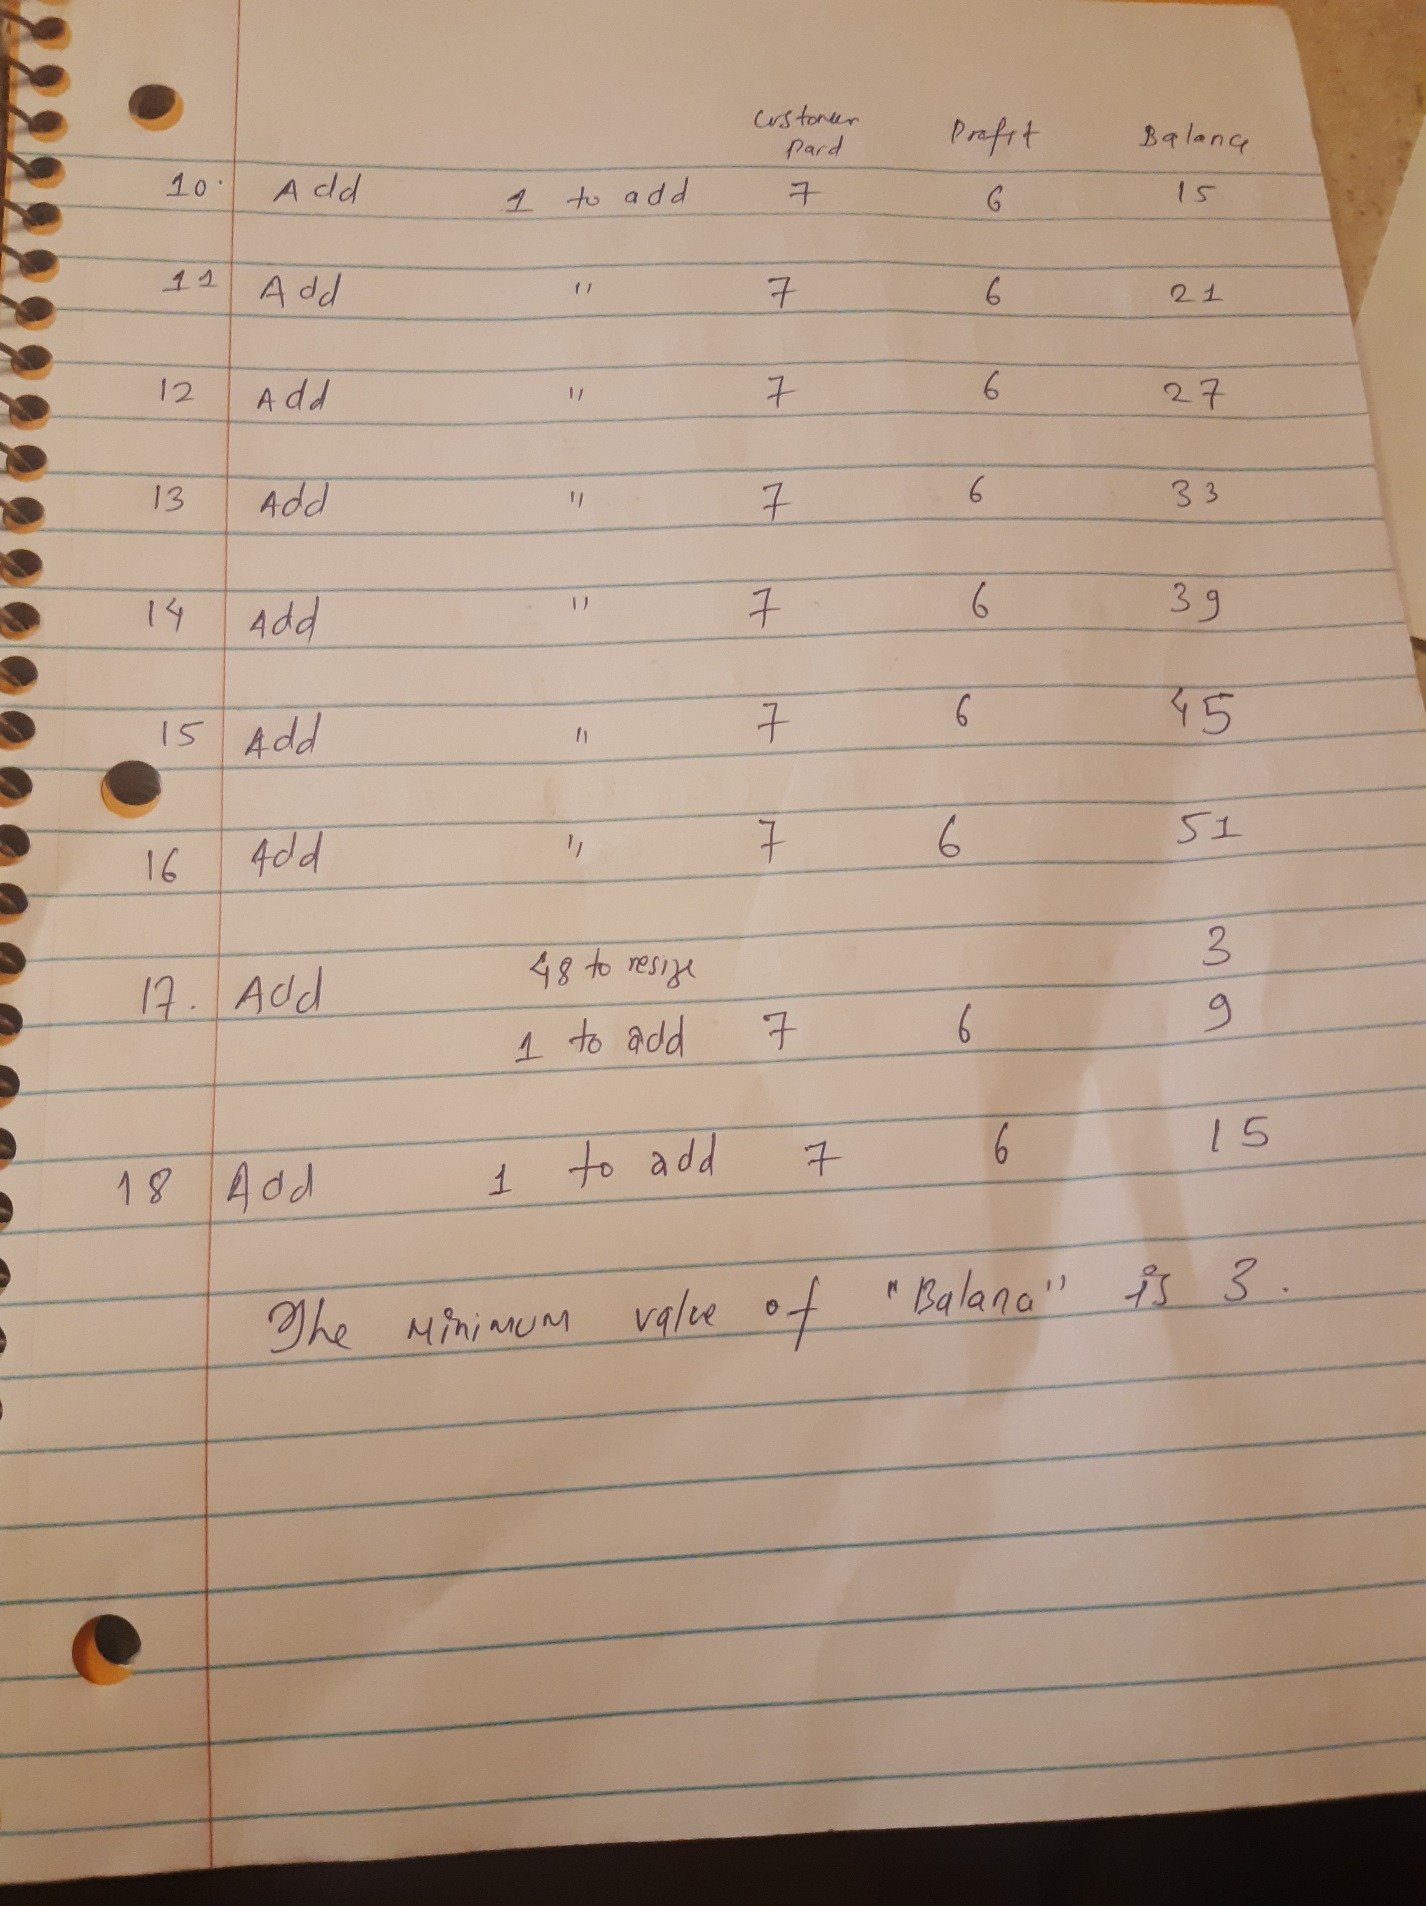 Customer
Paid Profit Balance
10. Add 1 to add 7 6 15
11 Add " 7 6 21
12 Add " 7 6 27
13 Add " 7 6 33
14 Add " 7 6 39
15 Add " 7 6 45
16 Add " 7 6 51
17. Add 48 to resize 3
1 to add 7 6 9
18 Add 1 to add 7 6 15
The minimum value of "Balance" is 3.